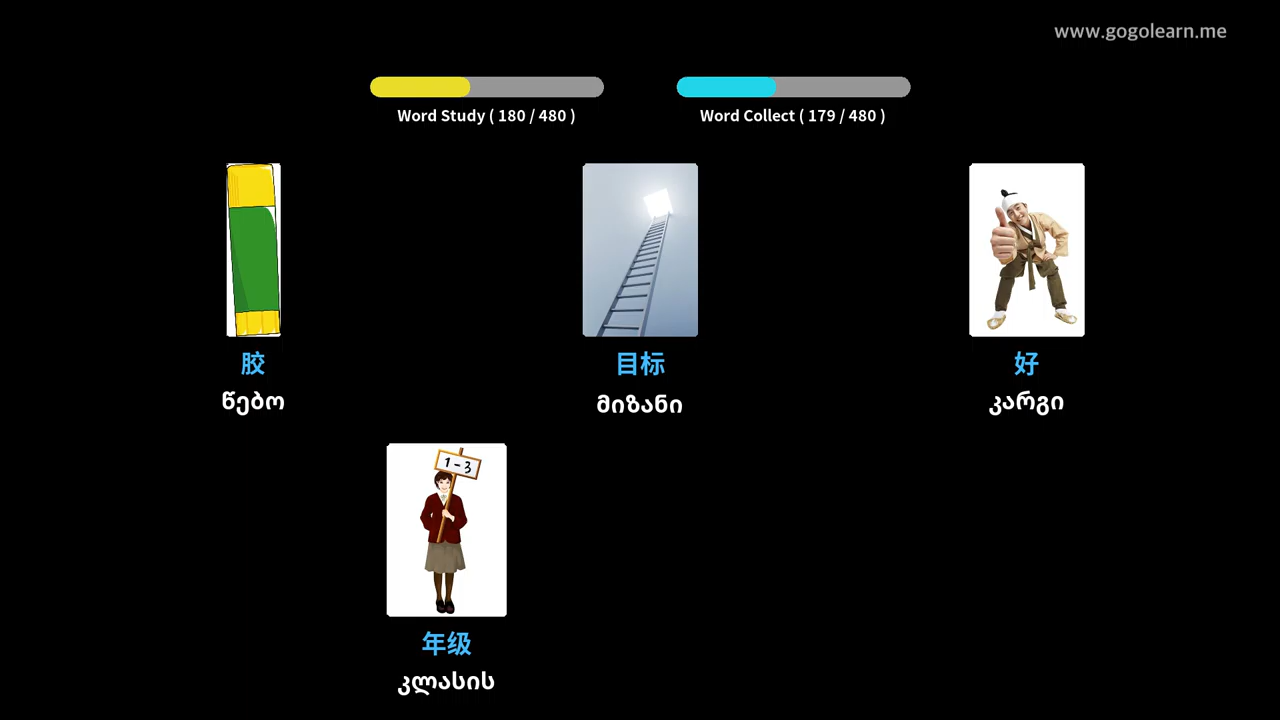 www.gogolearn.me
Word Study ( 180 / 480 )
Word Collect ( 179 / 480 )
胶
წებო
目标
მიზანი
好
კარგი
1-3
年级
კლასის